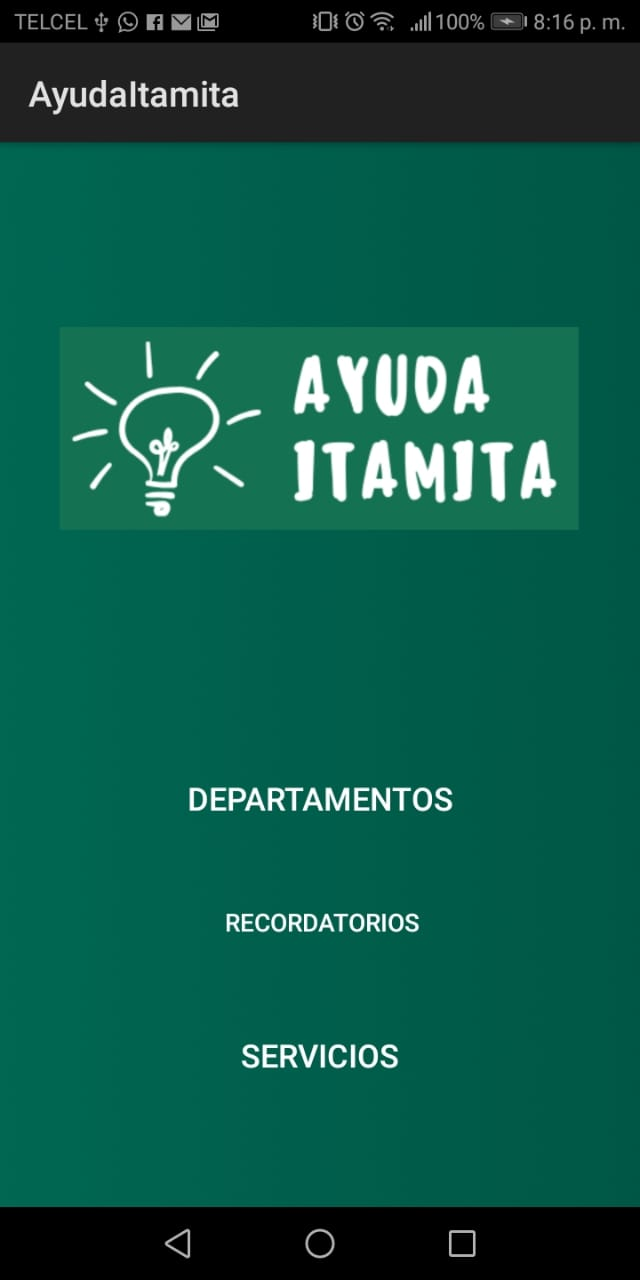 TELCEL 100% 8:16 p. m.
AyudaItamita
AYUDA
ITAMITA
DEPARTAMENTOS
RECORDATORIOS
SERVICIOS